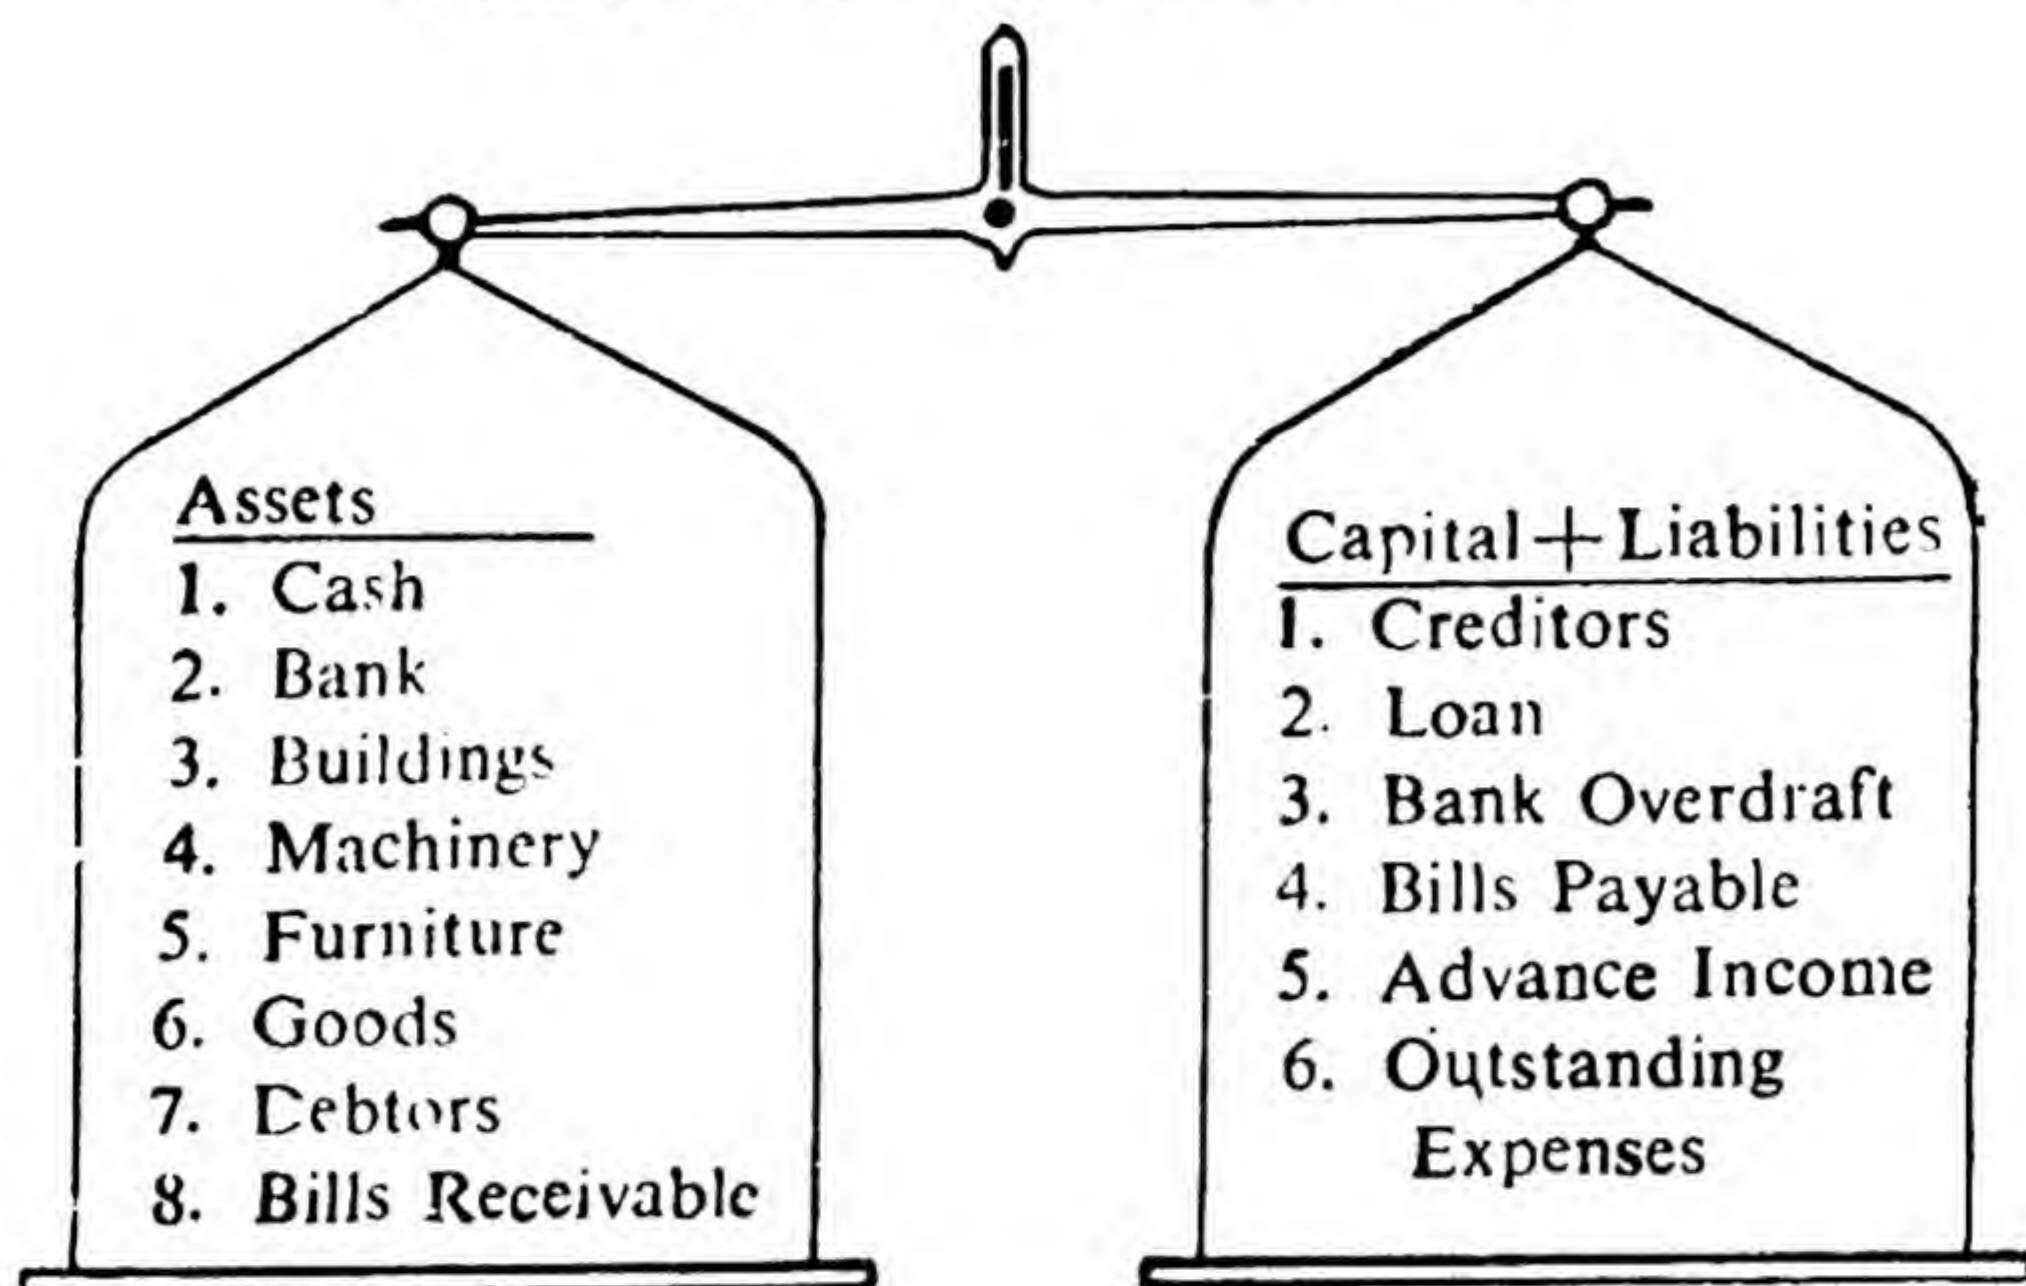 Assets
1. Cash
2. Bank
3. Buildings
4. Machinery
5. Furniture
6. Goods
7. Debtors
8. Bills Receivable
Capital + Liabilities
1. Creditors
2. Loan
3. Bank Overdraft
4. Bills Payable
5. Advance Income
6. Outstanding
Expenses